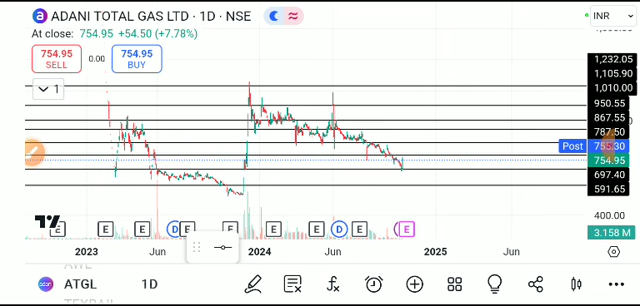 ADANI TOTAL GAS LTD · 1D · NSE
INR
At close: 754.95 +54.50 (+7.78%)
754.95
SELL
0.00
754.95
BUY
1
1,232.05
1,105.90
1,010.00
950.55
867.55
787.50
Post 755.30
754.95
697.40
591.65
400.00
3.158 M
E E E D E E E E D E E
2023 Jun 2024 Jun 2025 Jun
ATGL 1D